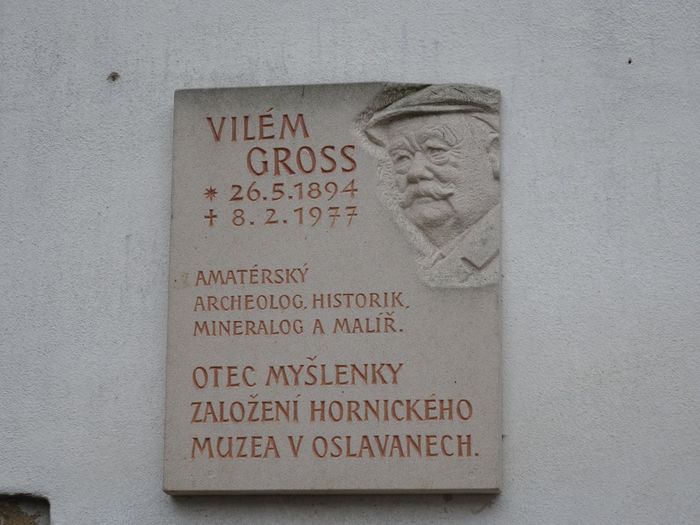 VILÉM
GROSS
* 26.5.1894
† 8.2.1977
AMATÉRSKÝ
ARCHEOLOG, HISTORIK,
MINERALOG A MALÍŘ.
OTEC MYŠLENKY
ZALOŽENÍ HORNICKÉHO
MUZEA V OSLAVANECH.